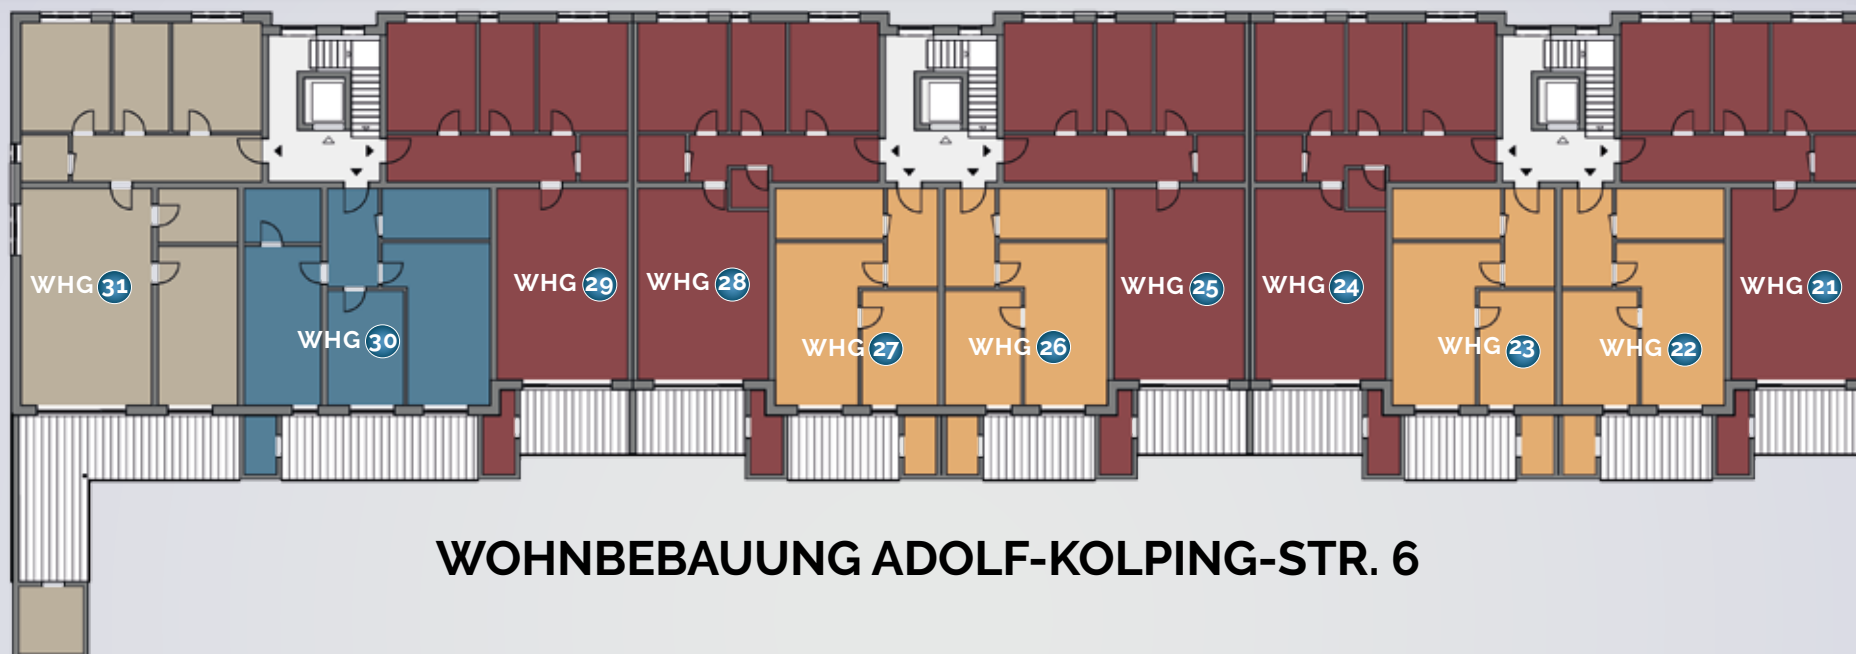 WHG 31
WHG 30
WHG 29
WHG 28
WHG 27
WHG 26
WHG 25
WHG 24
WHG 23
WHG 22
WHG 21
WOHNBEBAUUNG ADOLF-KOLPING-STR. 6